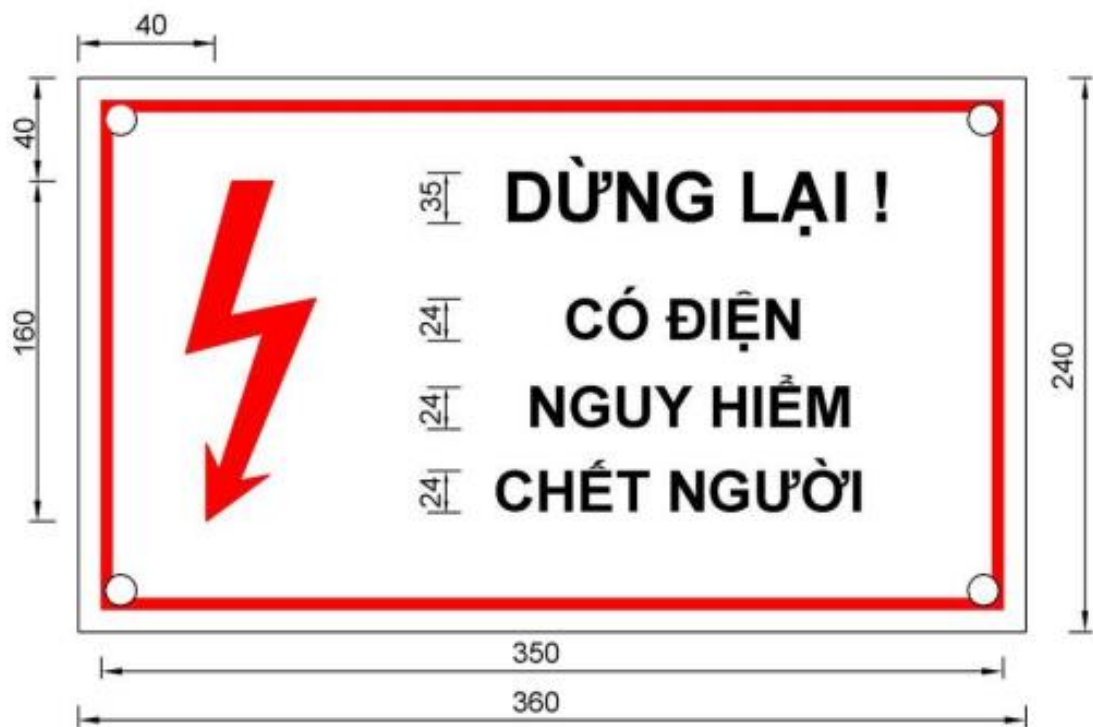 40
40
DỪNG LẠI !
35
CÓ ĐIỆN
24
160
240
NGUY HIỂM
24
CHẾT NGƯỜI
24
350
360